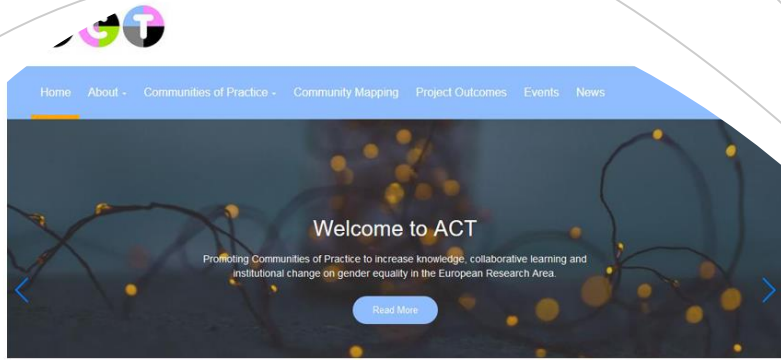 CT
Home About Communities of Practice Community Mapping Project Outcomes Events News
Welcome to ACT
Promoting Communities of Practice to increase knowledge, collaborative learning and
institutional change on gender equality in the European Research Area.
Read More